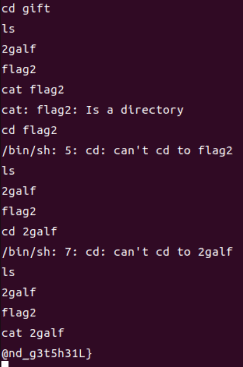 cd gift
ls
2galf
flag2
cat flag2
cat: flag2: Is a directory
cd flag2
/bin/sh: 5: cd: can't cd to flag2
ls
2galf
flag2
cd 2galf
/bin/sh: 7: cd: can't cd to 2galf
ls
2galf
flag2
cat 2galf
@nd_g3t5h31L}